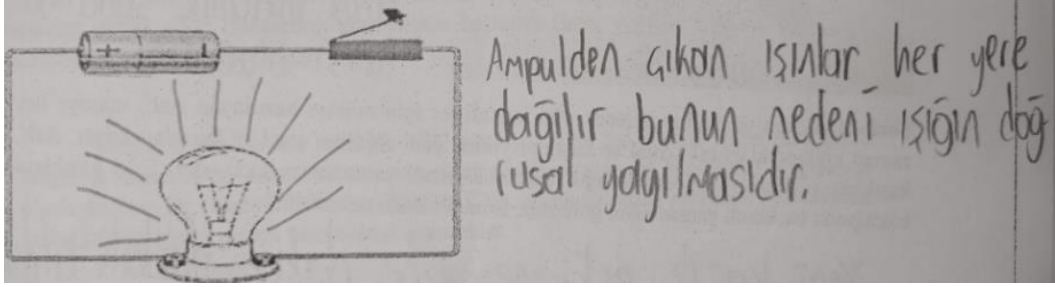 + -
Ampulden çıkan ışınlar her yere
dağılır bunun nedeni ışığın doğ
rusal yayılmasıdır.